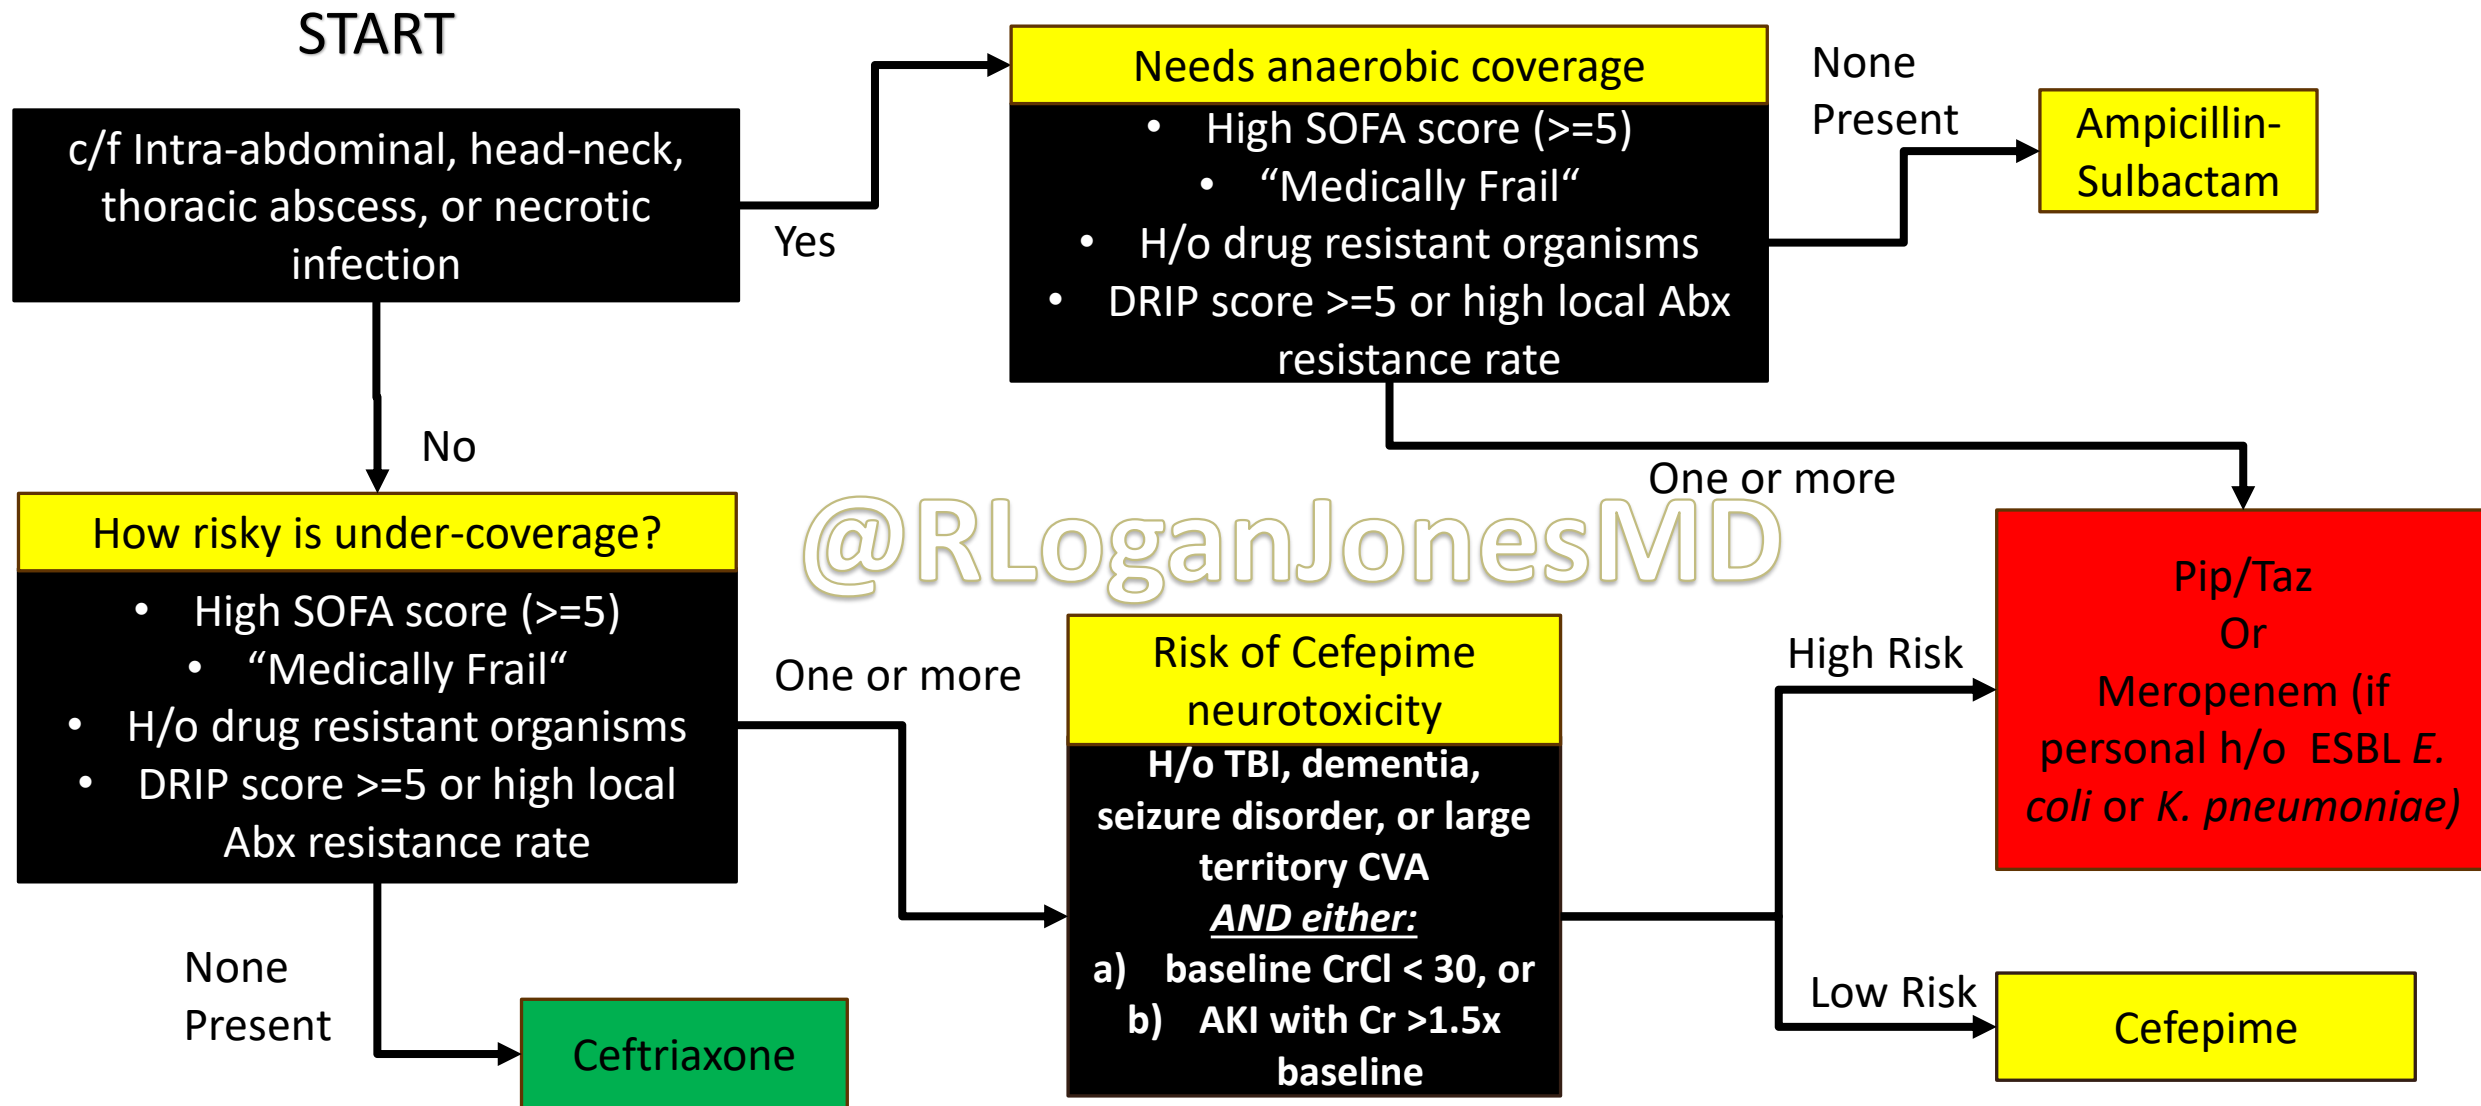 START
c/f Intra-abdominal, head-neck,
thoracic abscess, or necrotic
infection
Yes
No
Needs anaerobic coverage
• High SOFA score (>=5)
• “Medically Frail“
• H/o drug resistant organisms
• DRIP score >=5 or high local Abx
resistance rate
None
Present
Ampicillin-
Sulbactam
One or more
@RLoganJonesMD
How risky is under-coverage?
• High SOFA score (>=5)
• “Medically Frail“
• H/o drug resistant organisms
• DRIP score >=5 or high local
Abx resistance rate
One or more
None
Present
Ceftriaxone
Risk of Cefepime
neurotoxicity
H/o TBI, dementia,
seizure disorder, or large
territory CVA
AND either:
a) baseline CrCl < 30, or
b) AKI with Cr >1.5x
baseline
High Risk
Low Risk
Pip/Taz
Or
Meropenem (if
personal h/o ESBL E.
coli or K. pneumoniae)
Cefepime